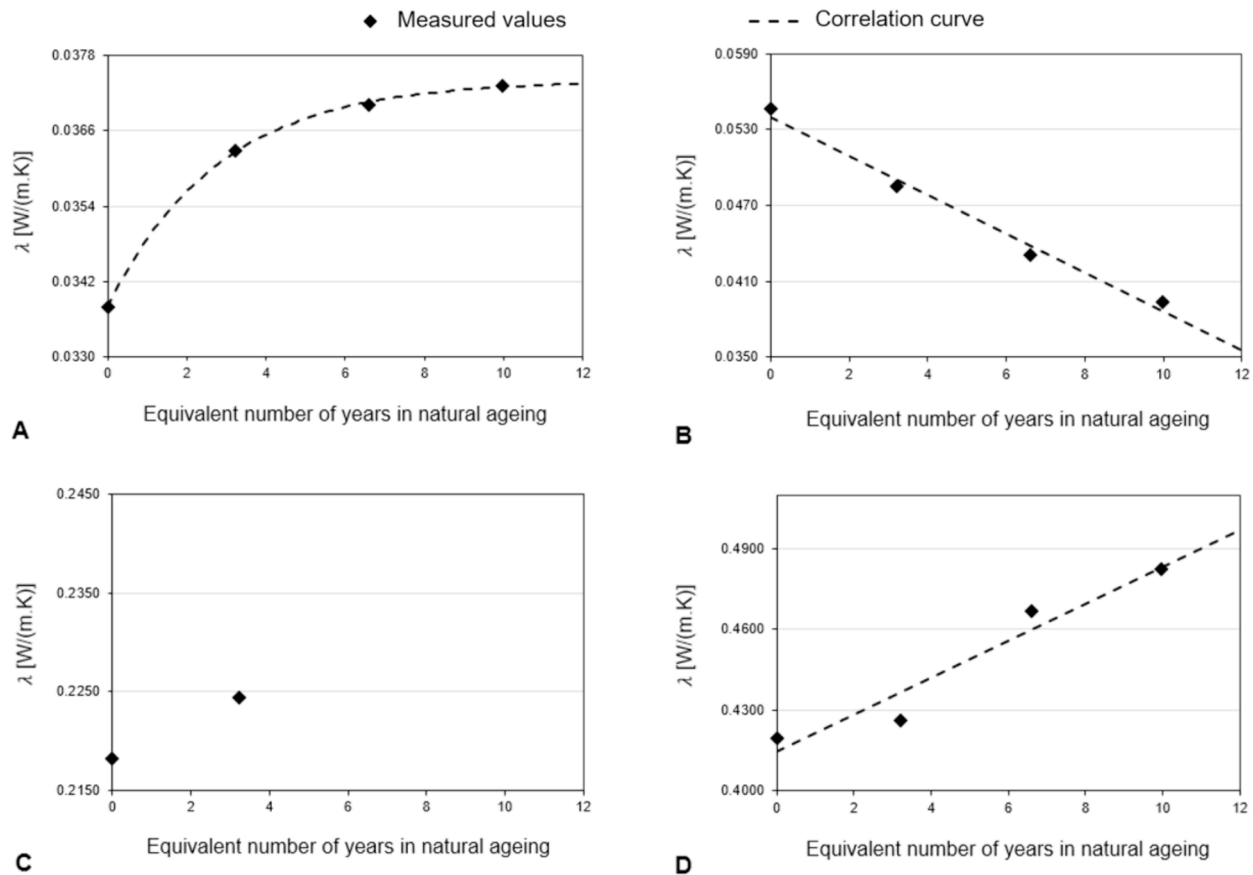 Measured values
Correlation curve
0.0378
0.0366
0.0354
0.0342
0.0330
λ [W/(m.K)]
0 2 4 6 8 10 12
Equivalent number of years in natural ageing
A
0.0590
0.0530
0.0470
0.0410
0.0350
λ [W/(m.K)]
0 2 4 6 8 10 12
Equivalent number of years in natural ageing
B
0.2450
0.2350
0.2250
0.2150
λ [W/(m.K)]
0 2 4 6 8 10 12
Equivalent number of years in natural ageing
C
0.4900
0.4600
0.4300
0.4000
λ [W/(m.K)]
0 2 4 6 8 10 12
Equivalent number of years in natural ageing
D